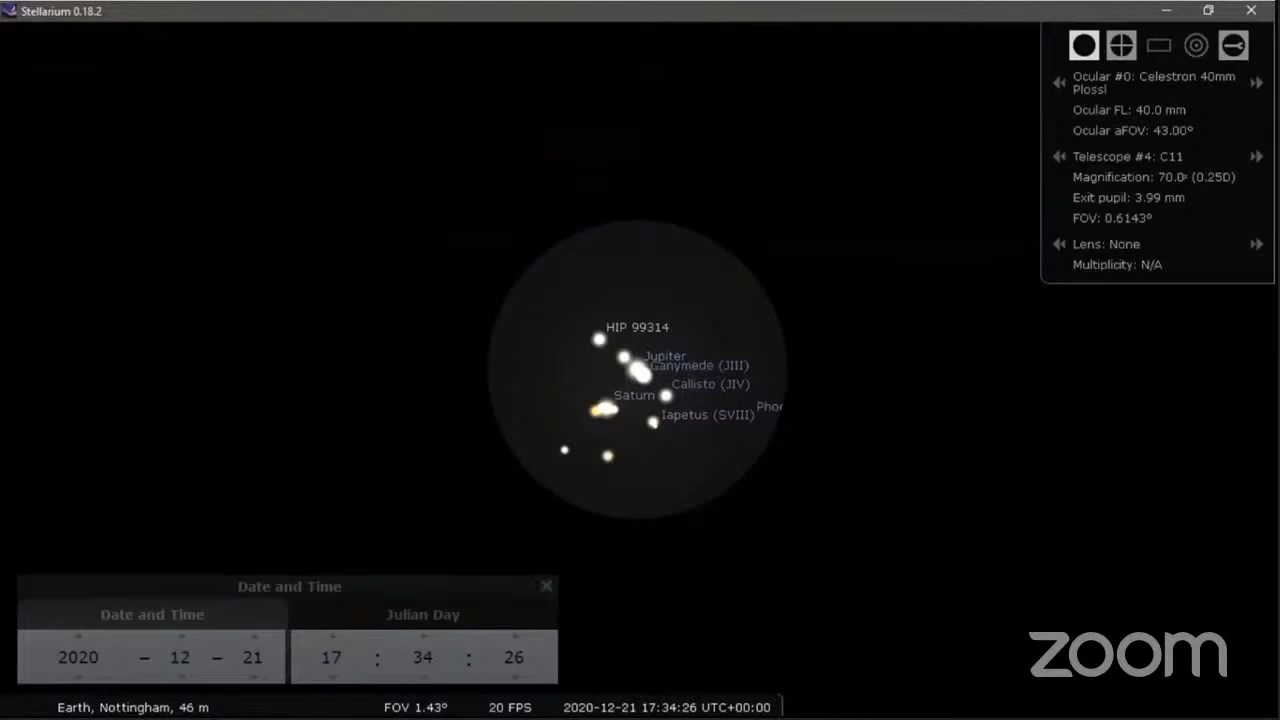 Stellarium 0.18.2
Ocular #0: Celestron 40mm
Plossl
Ocular FL: 40.0 mm
Ocular aFOV: 43.00°
Telescope #4: C11
Magnification: 70.0× (0.25D)
Exit pupil: 3.99 mm
FOV: 0.6143°
Lens: None
Multiplicity: N/A
HIP 99314
Jupiter
Ganymede (JIII)
Callisto (JIV)
Saturn
Iapetus (SVIII)
Phoe
Date and Time
Date and Time Julian Day
2020 - 12 - 21 17 : 34 : 26
zoom
Earth, Nottingham, 46 m FOV 1.43° 20 FPS 2020-12-21 17:34:26 UTC+00:00